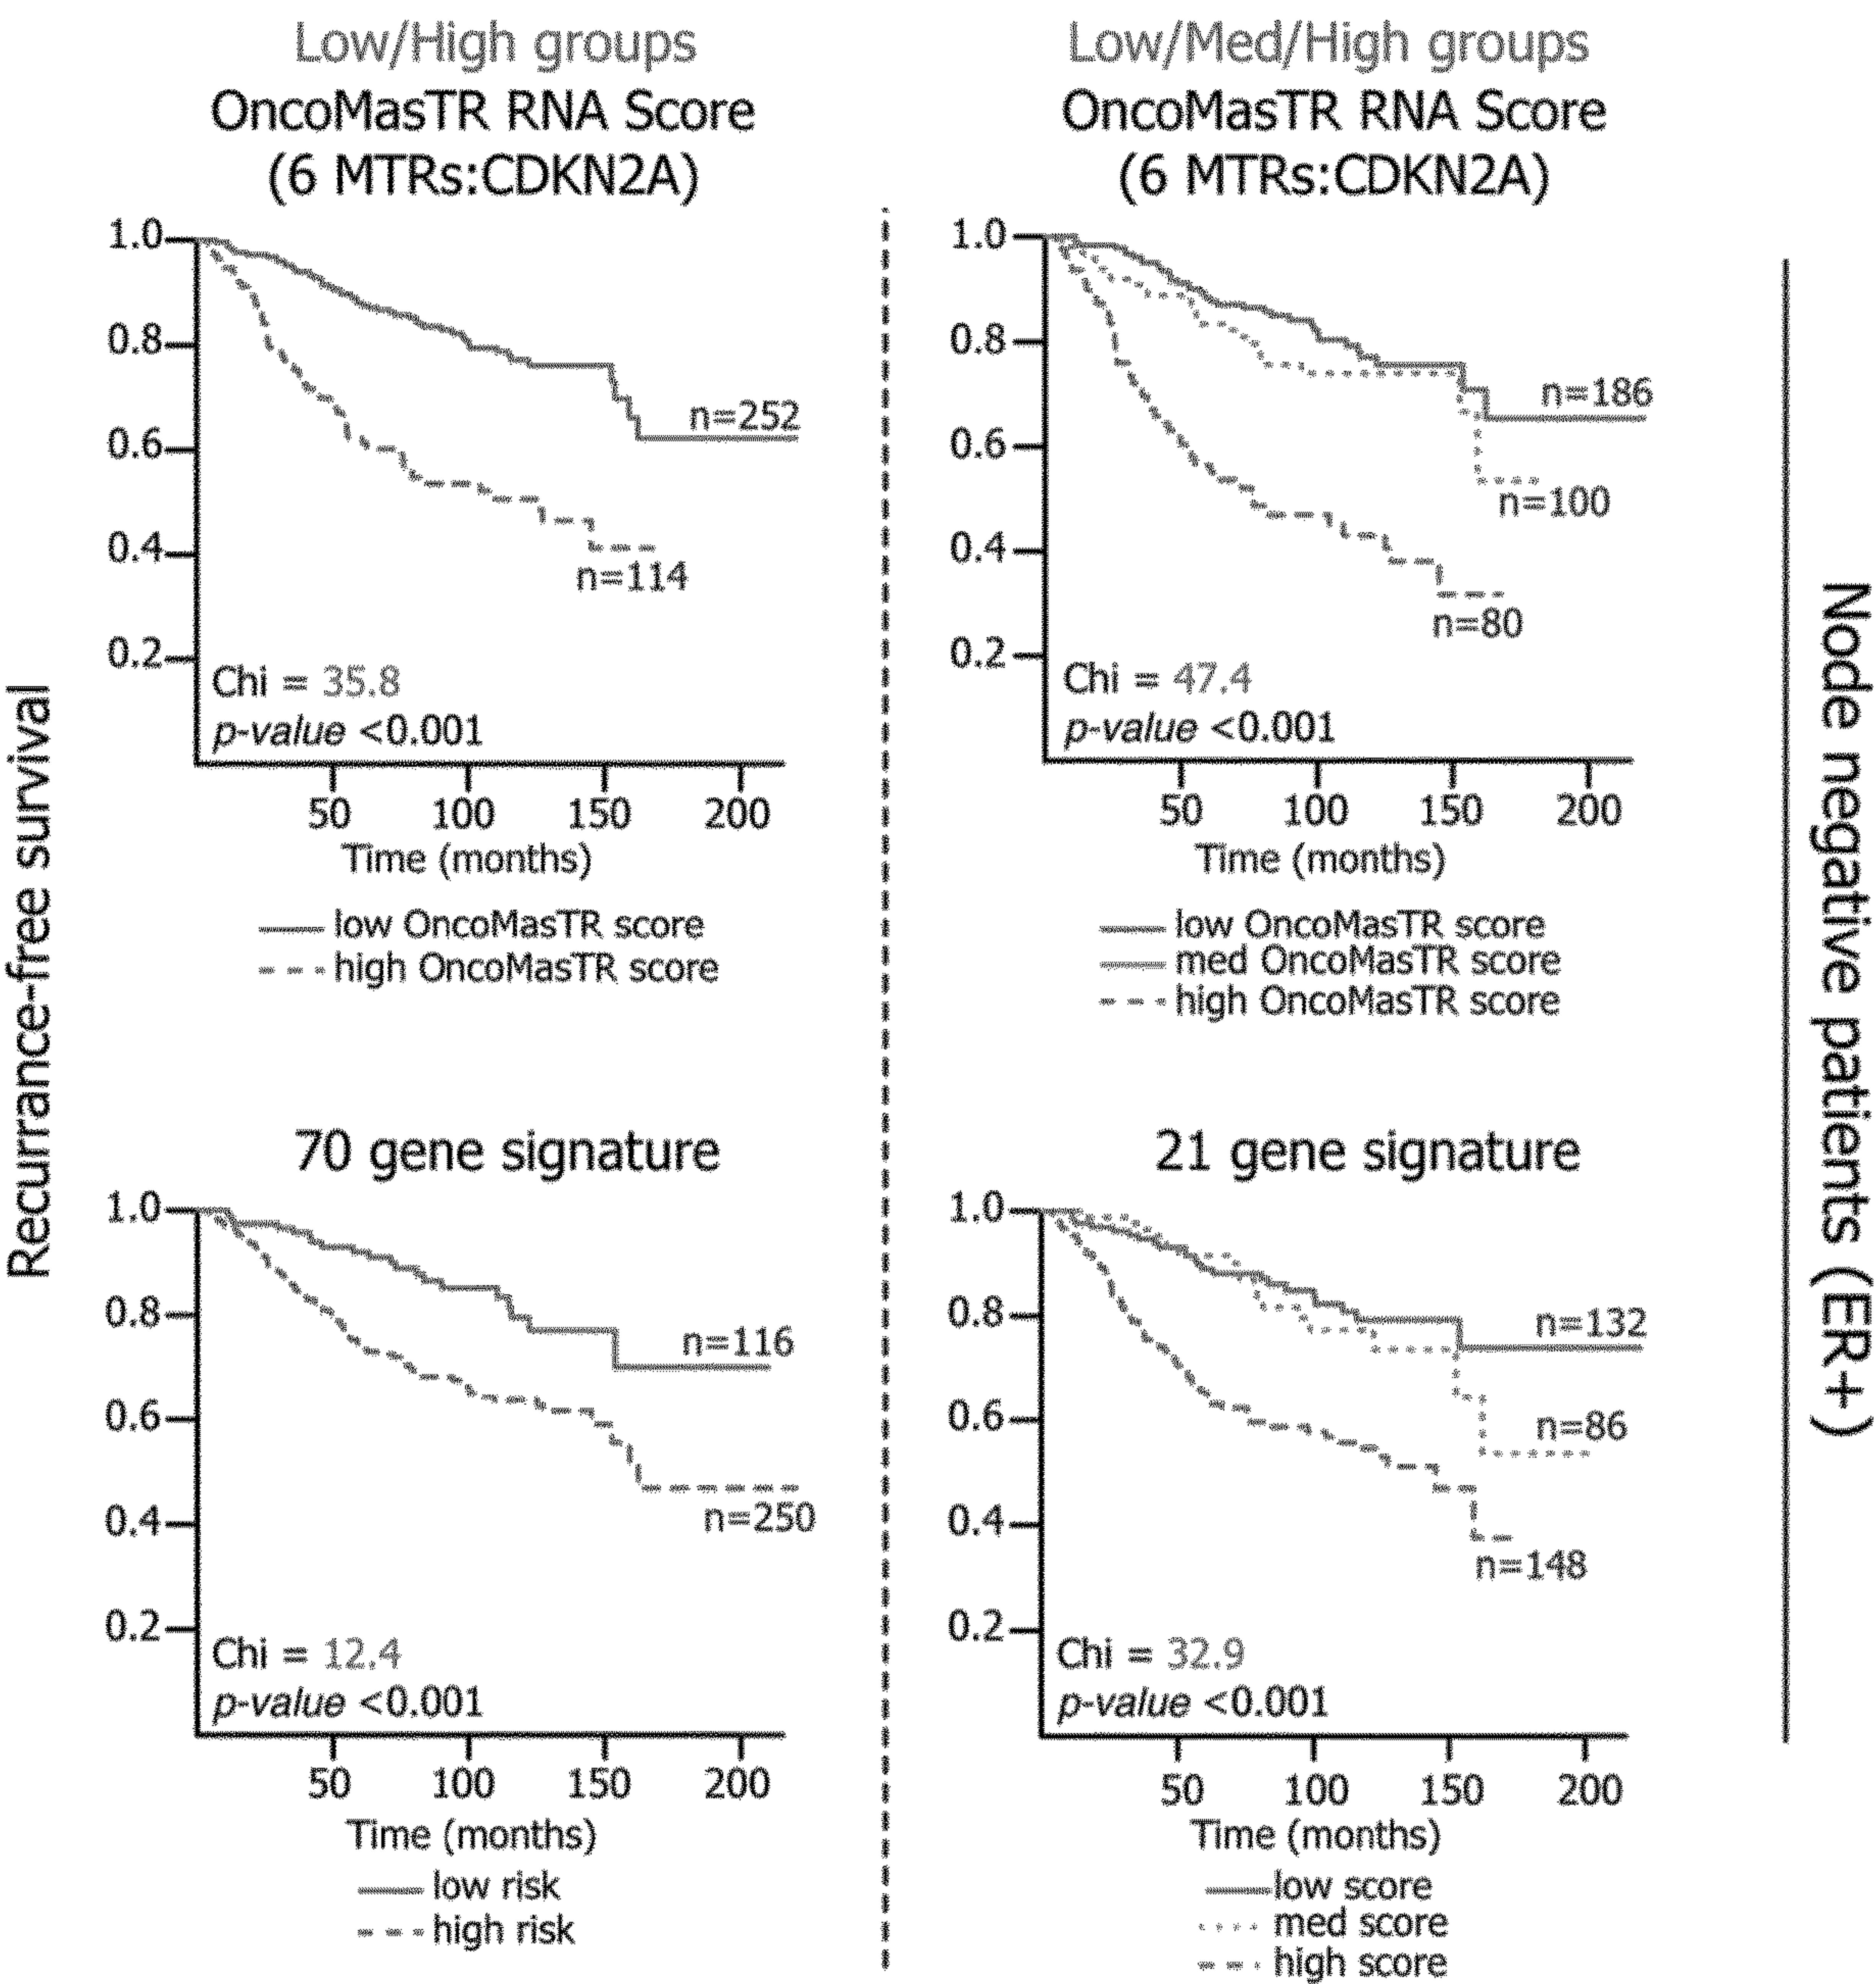 Low/High groups
OncoMasTR RNA Score
(6 MTRs:CDKN2A)
1.0
0.8
0.6
0.4
0.2
n=252
n=114
Chi = 35.8
p-value <0.001
50 100 150 200
Time (months)
low OncoMasTR score
high OncoMasTR score
Low/Med/High groups
OncoMasTR RNA Score
(6 MTRs:CDKN2A)
1.0
0.8
0.6
0.4
0.2
n=186
n=100
n=80
Chi = 47.4
p-value <0.001
50 100 150 200
Time (months)
low OncoMasTR score
med OncoMasTR score
high OncoMasTR score
Recurrance-free survival
70 gene signature
1.0
0.8
0.6
0.4
0.2
n=116
n=250
Chi = 12.4
p-value <0.001
50 100 150 200
Time (months)
low risk
high risk
21 gene signature
1.0
0.8
0.6
0.4
0.2
n=132
n=86
n=148
Chi = 32.9
p-value <0.001
50 100 150 200
Time (months)
low score
med score
high score
Node negative patients (ER+)